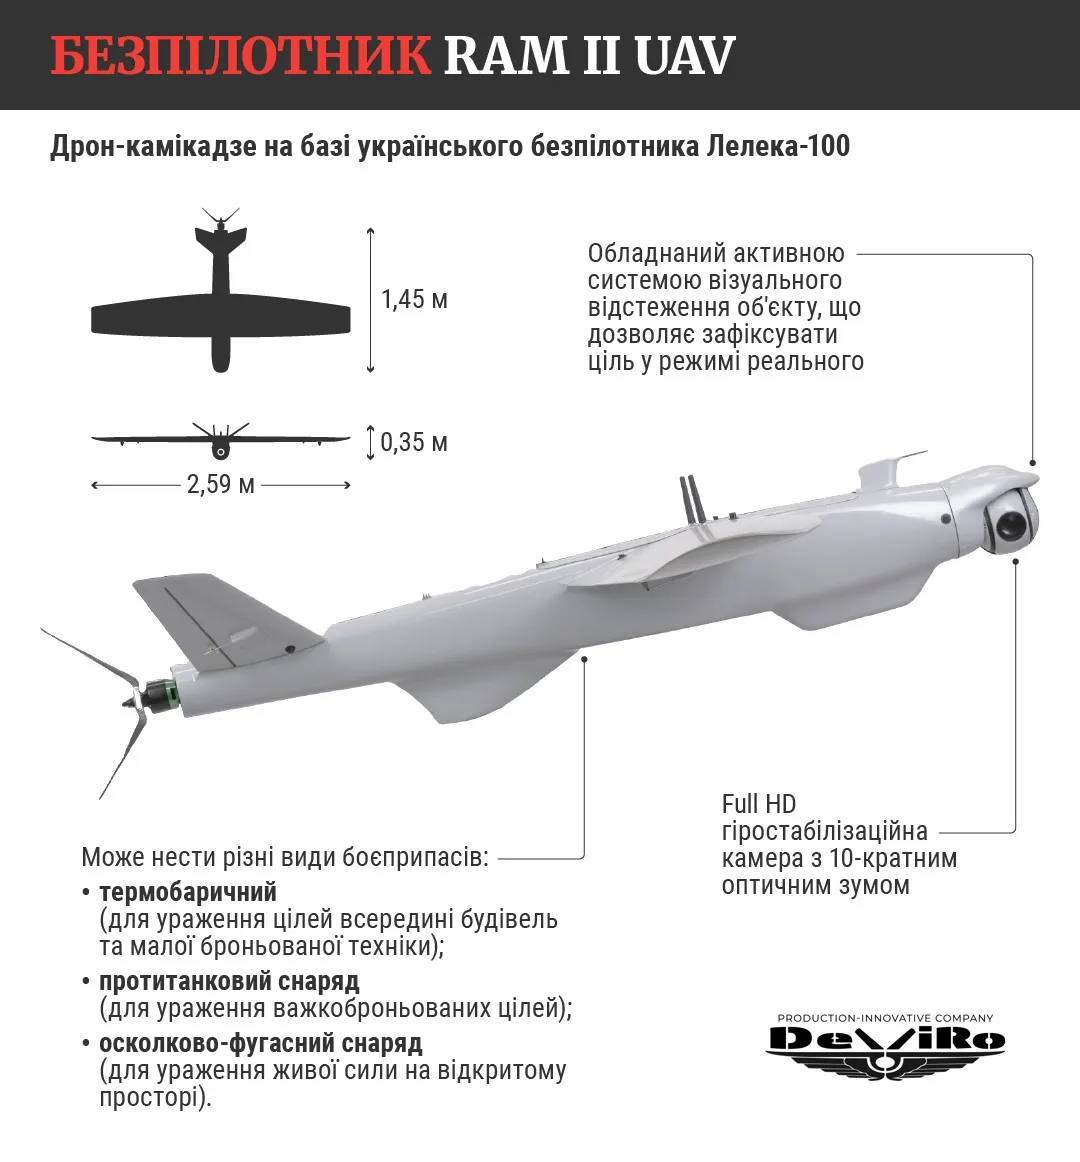 БЕЗПІЛОТНИК RAM II UAV
Дрон-камікадзе на базі українського безпілотника Лелека-100
1,45 м
0,35 м
2,59 м
Обладнаний активною
системою візуального
відстеження об'єкту, що
дозволяє зафіксувати
ціль у режимі реального
Full HD
гіростабілізаційна
камера з 10-кратним
оптичним зумом
Може нести різні види боєприпасів:
• термобаричний
(для ураження цілей всередині будівель
та малої броньованої техніки);
• протитанковий снаряд
(для ураження важкоброньованих цілей);
• осколково-фугасний снаряд
(для ураження живої сили на відкритому
просторі).
PRODUCTION-INNOVATIVE COMPANY
DeViRo